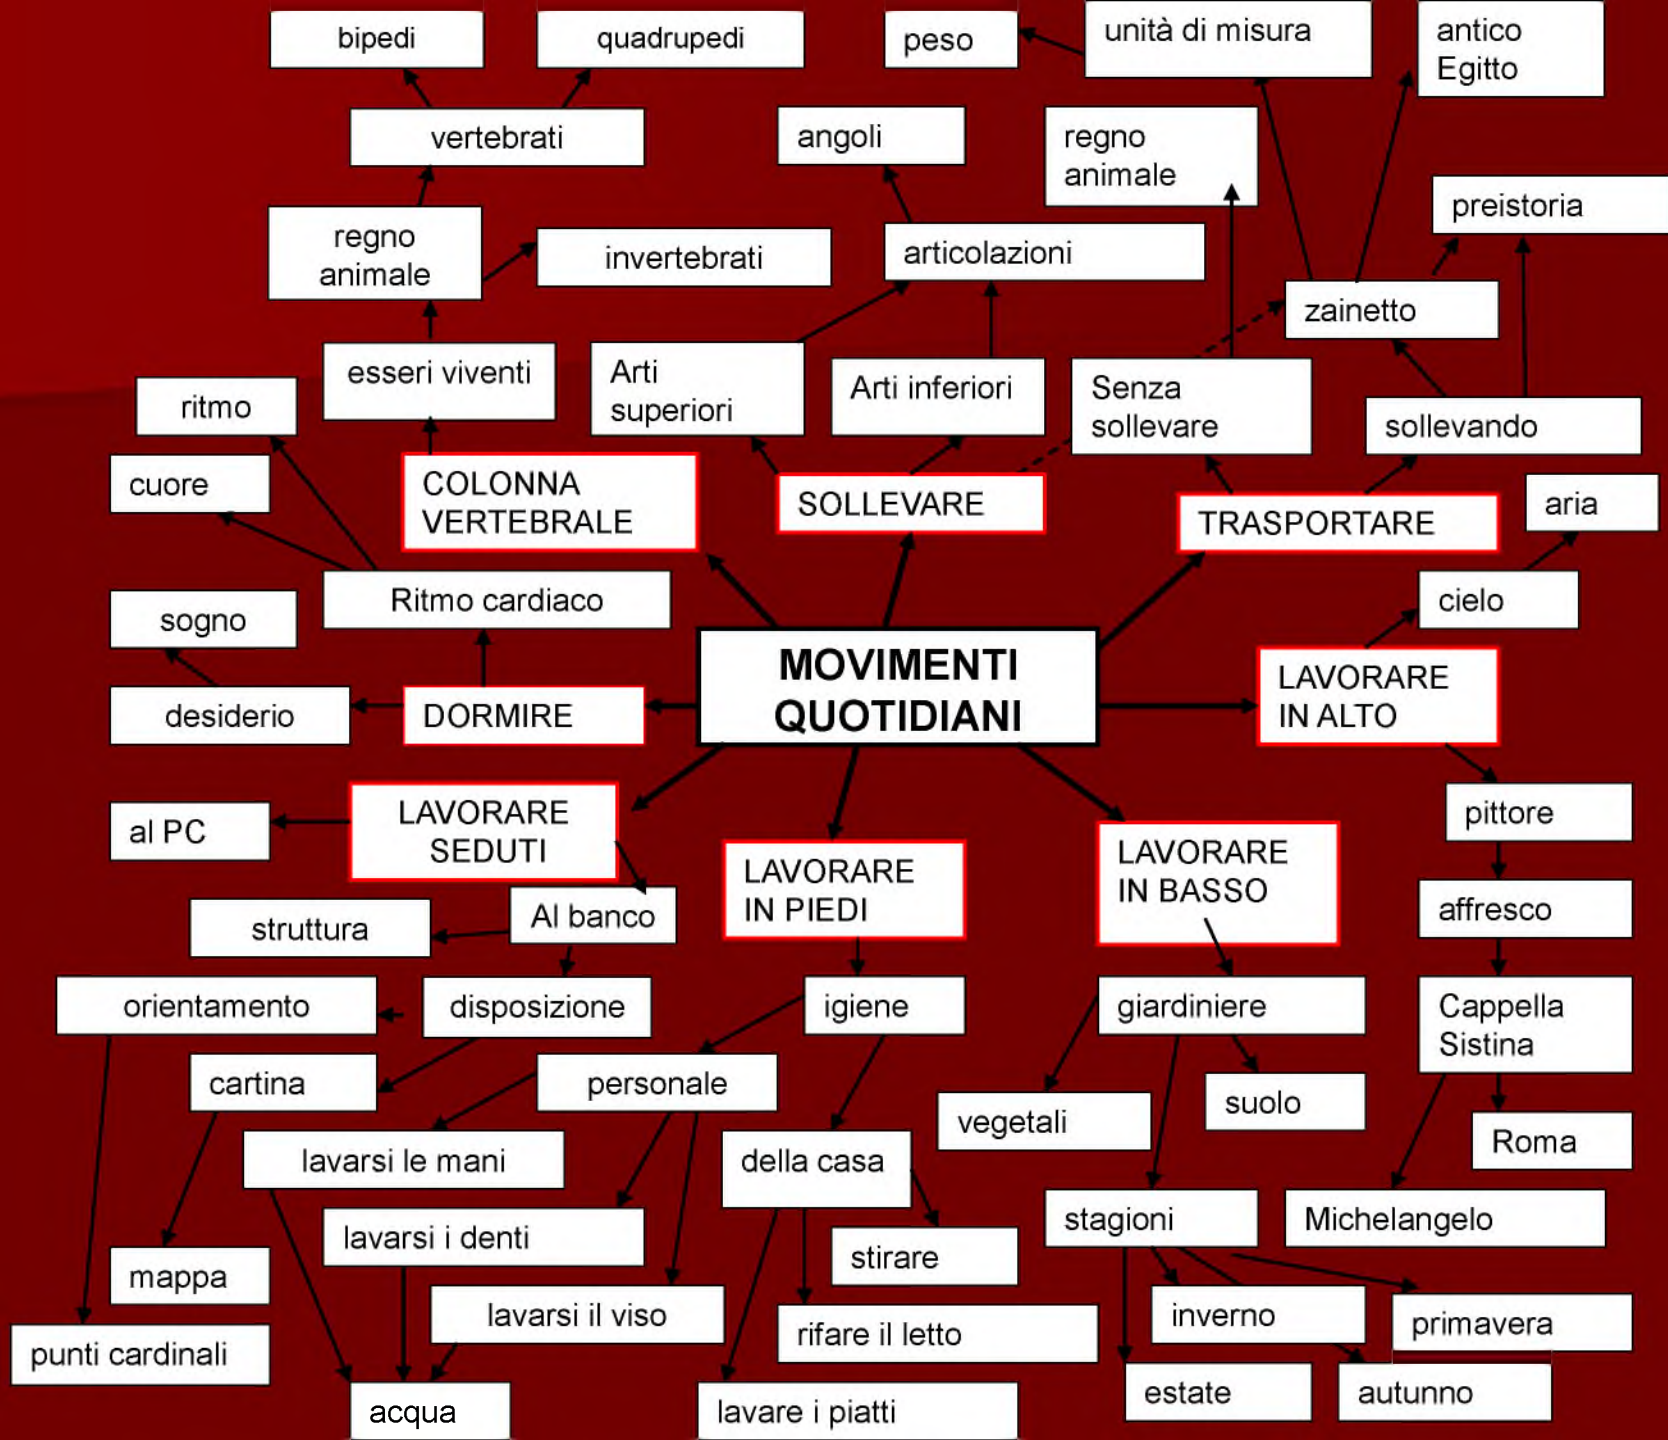 bipedi
quadrupedi
peso
unità di misura
antico
Egitto
vertebrati
angoli
regno
animale
preistoria
regno
animale
invertebrati
articolazioni
zainetto
esseri viventi
Arti
superiori
Arti inferiori
Senza
sollevare
ritmo
sollevando
cuore
COLONNA
VERTEBRALE
SOLLEVARE
TRASPORTARE
aria
Ritmo cardiaco
cielo
sogno
MOVIMENTI
QUOTIDIANI
LAVORARE
IN ALTO
desiderio
DORMIRE
al PC
LAVORARE
SEDUTI
pittore
LAVORARE
IN PIEDI
LAVORARE
IN BASSO
struttura
Al banco
affresco
orientamento
disposizione
igiene
giardiniere
Cappella
Sistina
cartina
personale
vegetali
suolo
Roma
lavarsi le mani
della casa
stagioni
Michelangelo
lavarsi i denti
stirare
mappa
lavarsi il viso
rifare il letto
inverno
primavera
punti cardinali
acqua
lavare i piatti
estate
autunno